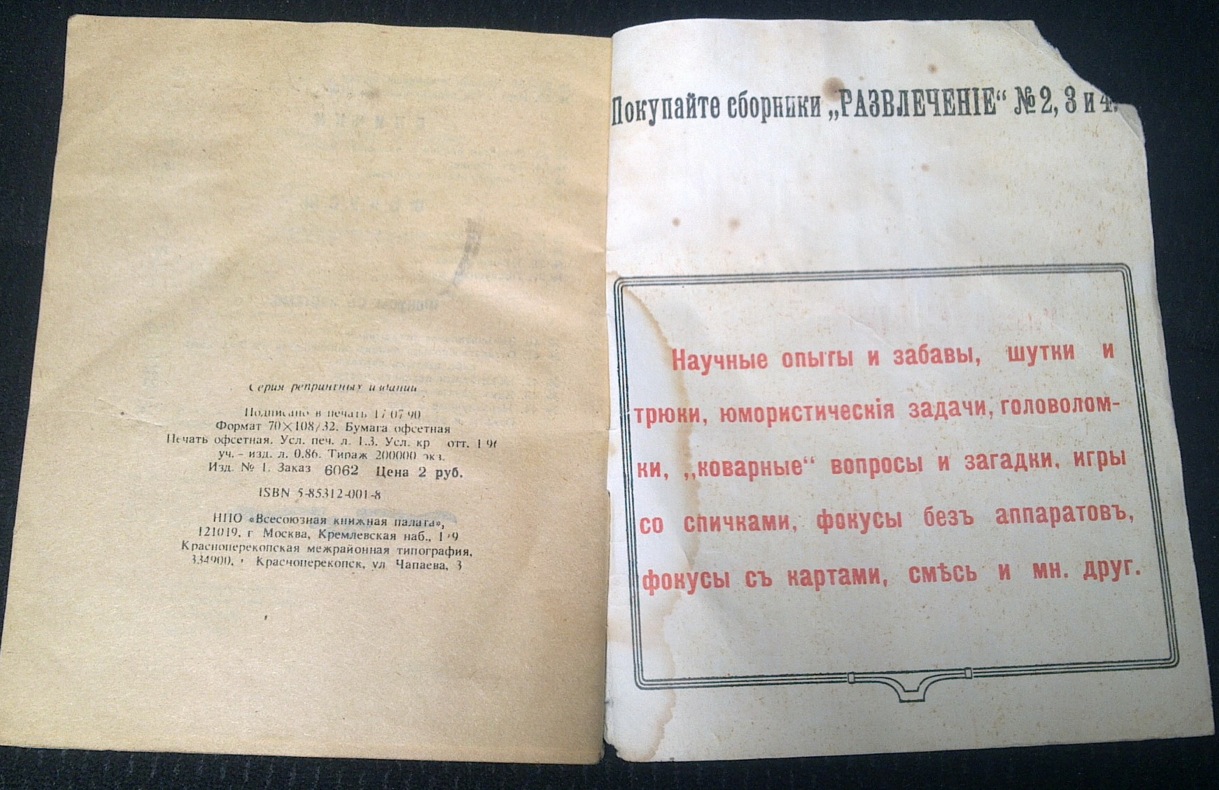 Серия репринтных изданий
Подписано в печать 17 07 90
Формат 70×108/32. Бумага офсетная
Печать офсетная. Усл. печ. л. 1.3. Усл. кр отт. 1
уч. - изд. л. 0.86. Тираж 200000 экз.
Изд. № 1. Заказ 6062 Цена 2 руб.
ISBN 5-85312-001-8
НПО «Всесоюзная книжная палата»,
121019, г Москва, Кремлевская наб., 1/9
Красноперекопская межрайонная типография,
334900, г Красноперекопск, ул Чапаева, 3
Покупайте сборники „РАЗВЛЕЧЕНІЕ“ № 2, 3 и 4.
Научные опыты и забавы, шутки и
трюки, юмористическія задачи, головолом-
ки, „коварные“ вопросы и загадки, игры
со спичками, фокусы безъ аппаратовъ,
фокусы съ картами, смѣсь и мн. друг.